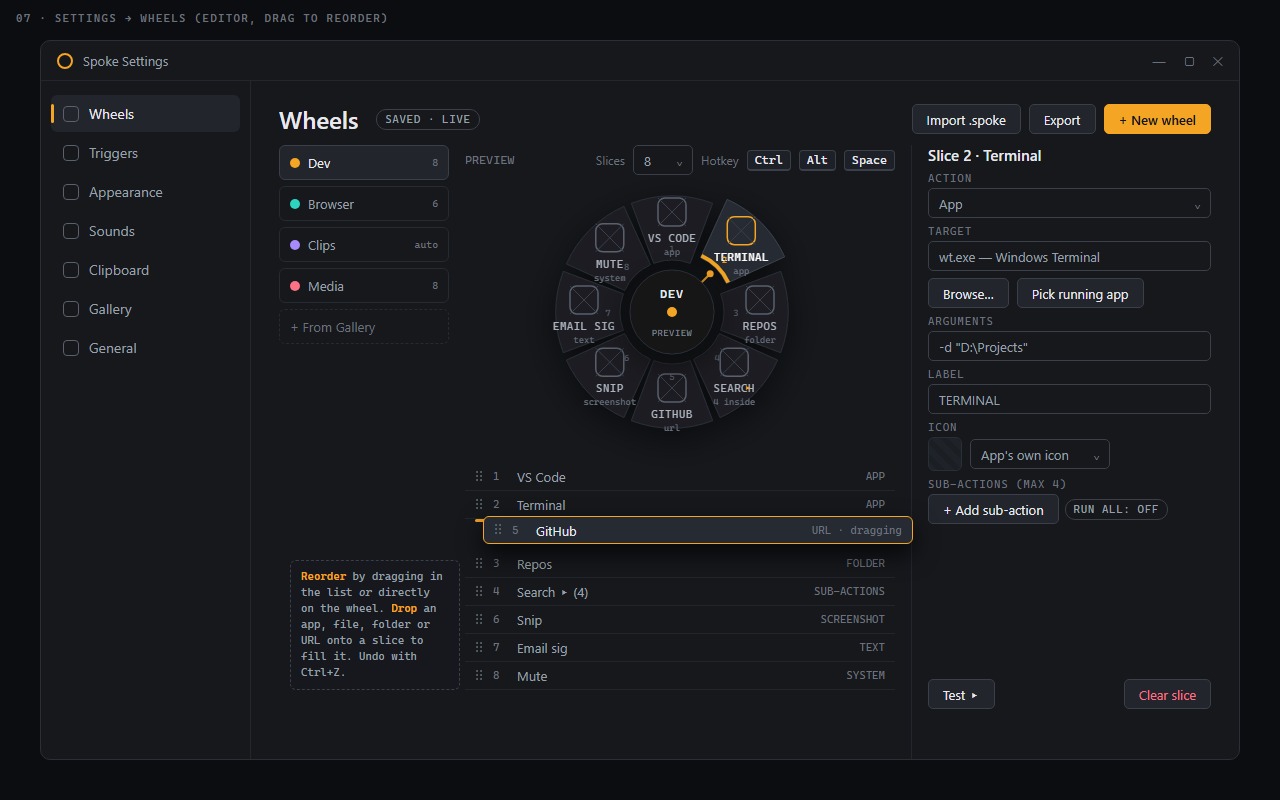 07 · SETTINGS → WHEELS (EDITOR, DRAG TO REORDER)
Spoke Settings
Wheels
Triggers
Appearance
Sounds
Clipboard
Gallery
General
Wheels
SAVED · LIVE
Import .spoke
Export
+ New wheel
Dev 8
Browser 6
Clips auto
Media 8
+ From Gallery
PREVIEW
Slices 8
Hotkey Ctrl Alt Space
VS CODE
app
TERMINAL
app
REPOS
folder
3
SEARCH
4 inside
4
GITHUB
url
5
SNIP
screenshot
6
EMAIL SIG
text
7
MUTE
system
8
DEV
PREVIEW
1 VS Code APP
2 Terminal APP
5 GitHub URL · dragging
3 Repos FOLDER
4 Search ▸ (4) SUB-ACTIONS
6 Snip SCREENSHOT
7 Email sig TEXT
8 Mute SYSTEM
Reorder by dragging in
the list or directly
on the wheel. Drop an
app, file, folder or
URL onto a slice to
fill it. Undo with
Ctrl+Z.
Slice 2 · Terminal
ACTION
App
TARGET
wt.exe — Windows Terminal
Browse...
Pick running app
ARGUMENTS
-d "D:\Projects"
LABEL
TERMINAL
ICON
App's own icon
SUB-ACTIONS (MAX 4)
+ Add sub-action
RUN ALL: OFF
Test ▸
Clear slice